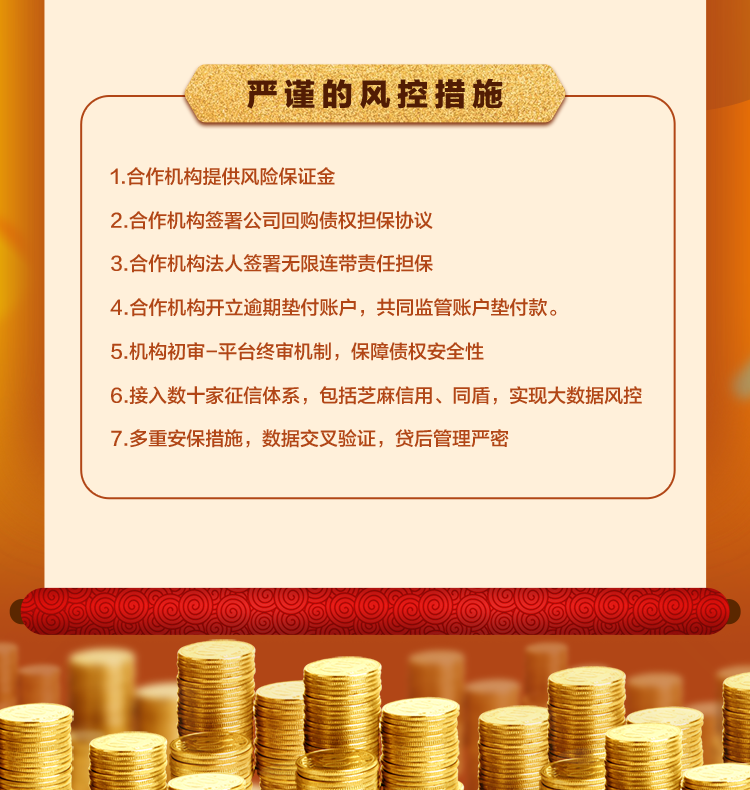 严谨的风控措施
1.合作机构提供风险保证金
2.合作机构签署公司回购债权担保协议
3.合作机构法人签署无限连带责任担保
4.合作机构开立逾期垫付账户，共同监管账户垫付款。
5.机构初审-平台终审机制，保障债权安全性
6.接入数十家征信体系，包括芝麻信用、同盾，实现大数据风控
7.多重安保措施，数据交叉验证，贷后管理严密